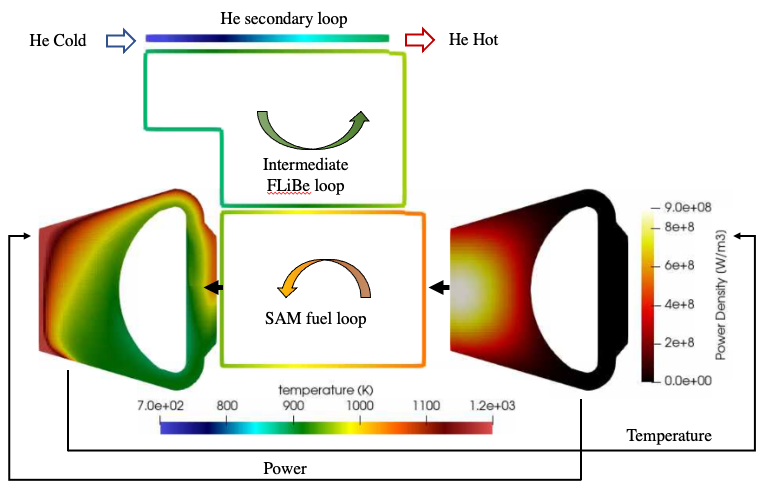 He secondary loop
He Cold
He Hot
Intermediate
FLiBe loop
SAM fuel loop
9.0e+08
8e+8
6e+8
4e+8
2e+8
0.0e+00
Power Density (W/m3)
temperature (K)
7.0e+02 800 900 1000 1100 1.2e+03
Temperature
Power